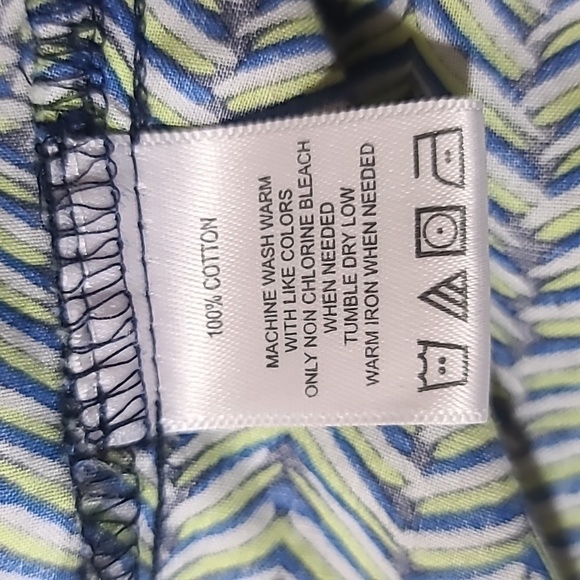 100% COTTON
MACHINE WASH WARM
WITH LIKE COLORS
ONLY NON CHLORINE BLEACH
WHEN NEEDED
TUMBLE DRY LOW
WARM IRON WHEN NEEDED